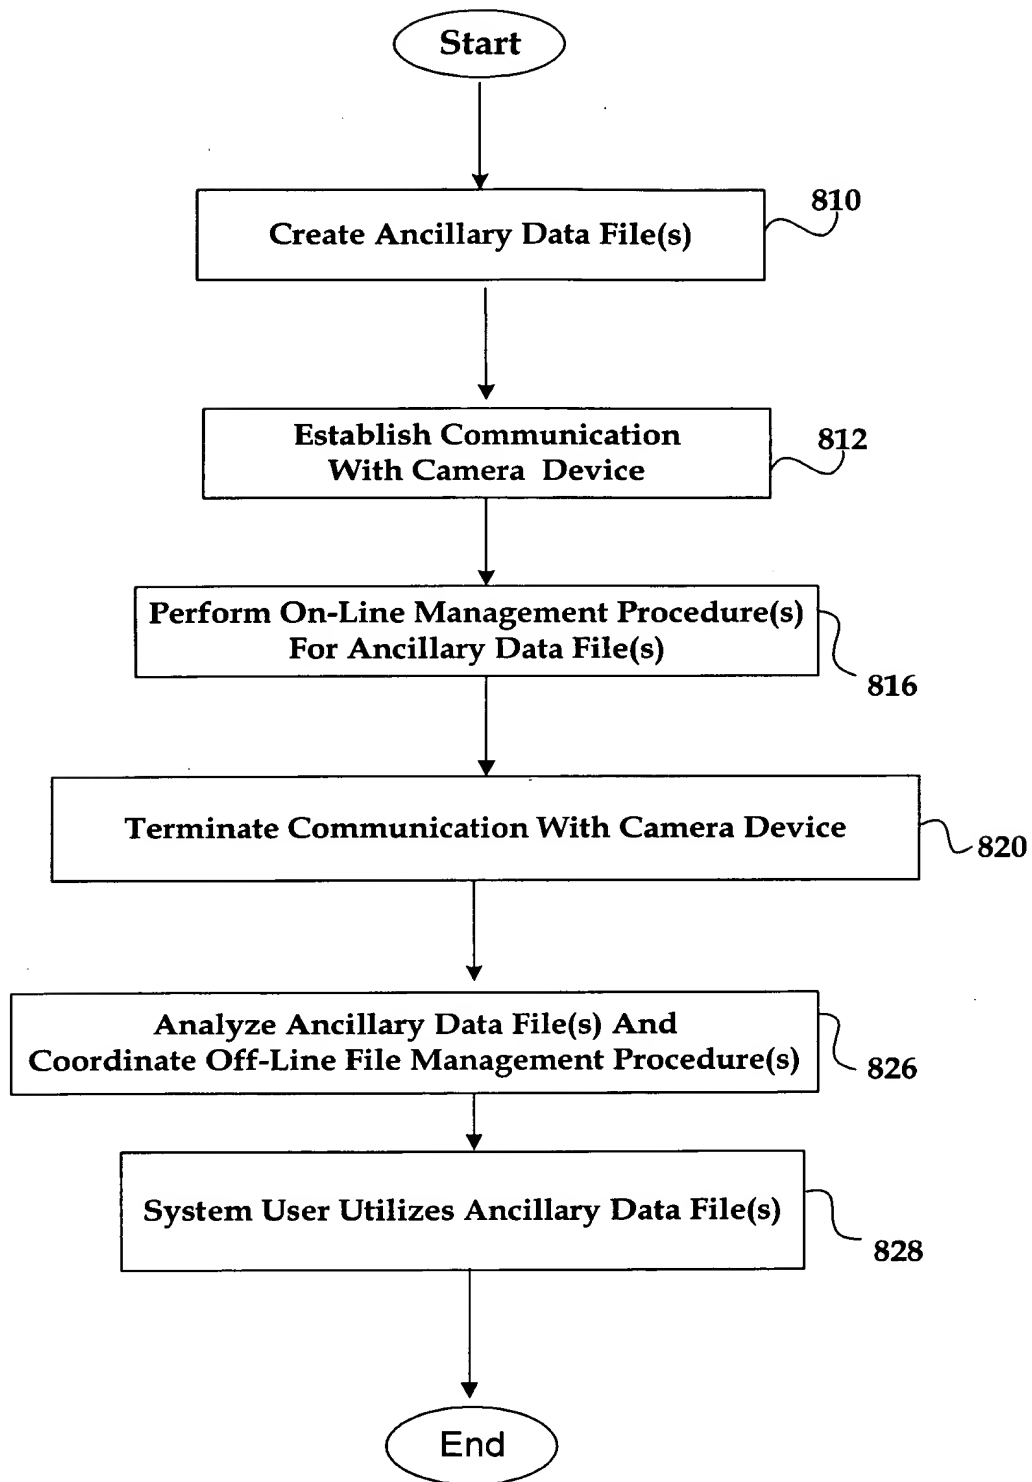 Start
810
Create Ancillary Data File(s)
Establish Communication
With Camera Device
812
Perform On-Line Management Procedure(s)
For Ancillary Data File(s)
816
Terminate Communication With Camera Device
820
Analyze Ancillary Data File(s) And
Coordinate Off-Line File Management Procedure(s)
826
System User Utilizes Ancillary Data File(s)
828
End